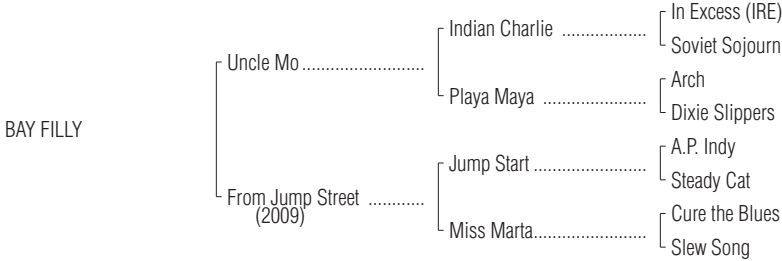 In Excess (IRE)
Indian Charlie ..................
Soviet Sojourn
Uncle Mo..........................
Arch
Playa Maya ......................
Dixie Slippers
BAY FILLY
A.P. Indy
Jump Start ........................
Steady Cat
From Jump Street ............
(2009)
Cure the Blues
Miss Marta........................
Slew Song